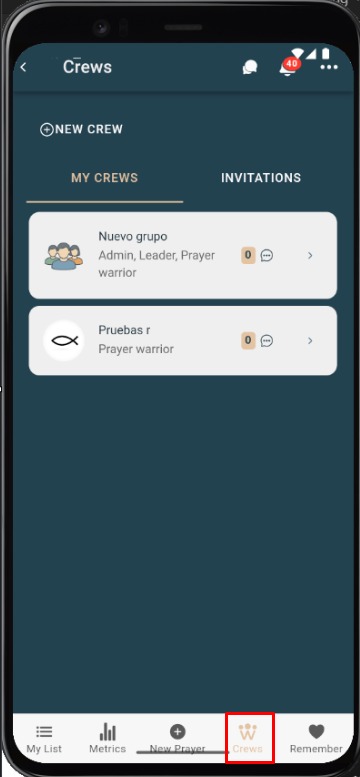 Crews
40
NEW CREW
MY CREWS
INVITATIONS
Nuevo grupo
Admin, Leader, Prayer
warrior
0
Pruebas r
Prayer warrior
0
My List
Metrics
New Prayer
Crews
Remember